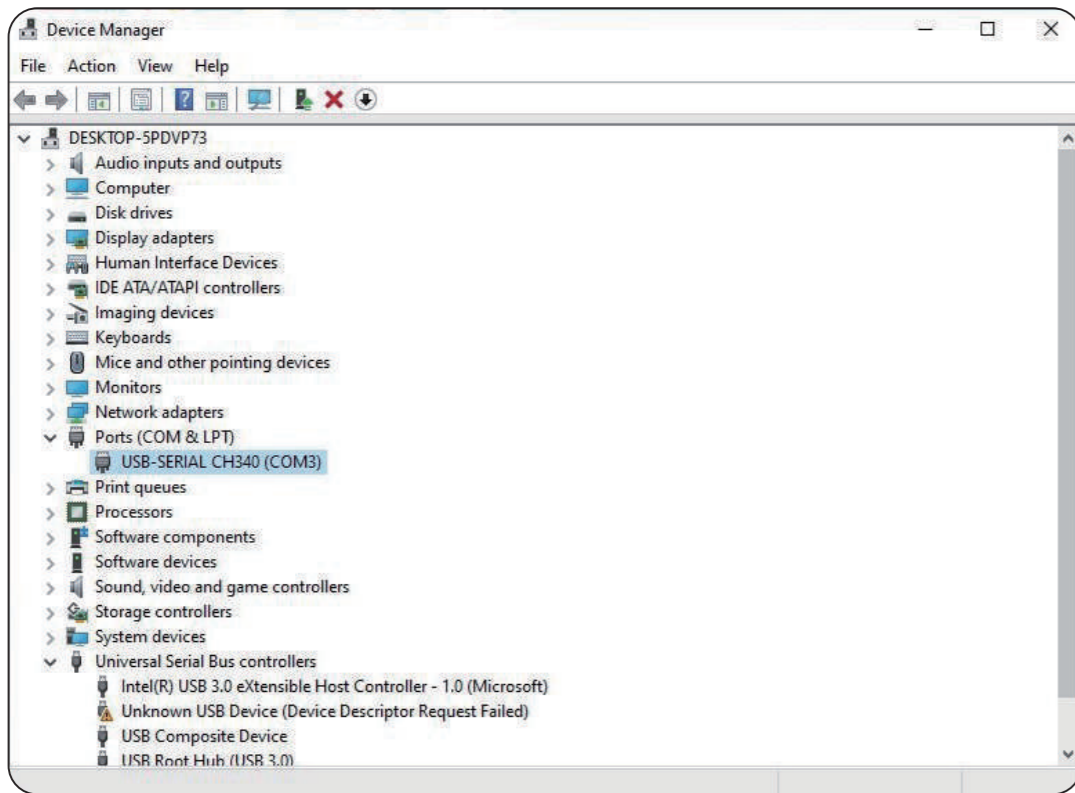 Device Manager
File Action View Help
DESKTOP-5PDVP73
Audio inputs and outputs
Computer
Disk drives
Display adapters
Human Interface Devices
IDE ATA/ATAPI controllers
Imaging devices
Keyboards
Mice and other pointing devices
Monitors
Network adapters
Ports (COM & LPT)
USB-SERIAL CH340 (COM3)
Print queues
Processors
Software components
Software devices
Sound, video and game controllers
Storage controllers
System devices
Universal Serial Bus controllers
Intel(R) USB 3.0 eXtensible Host Controller - 1.0 (Microsoft)
Unknown USB Device (Device Descriptor Request Failed)
USB Composite Device
USB Root Hub (USB 3.0)